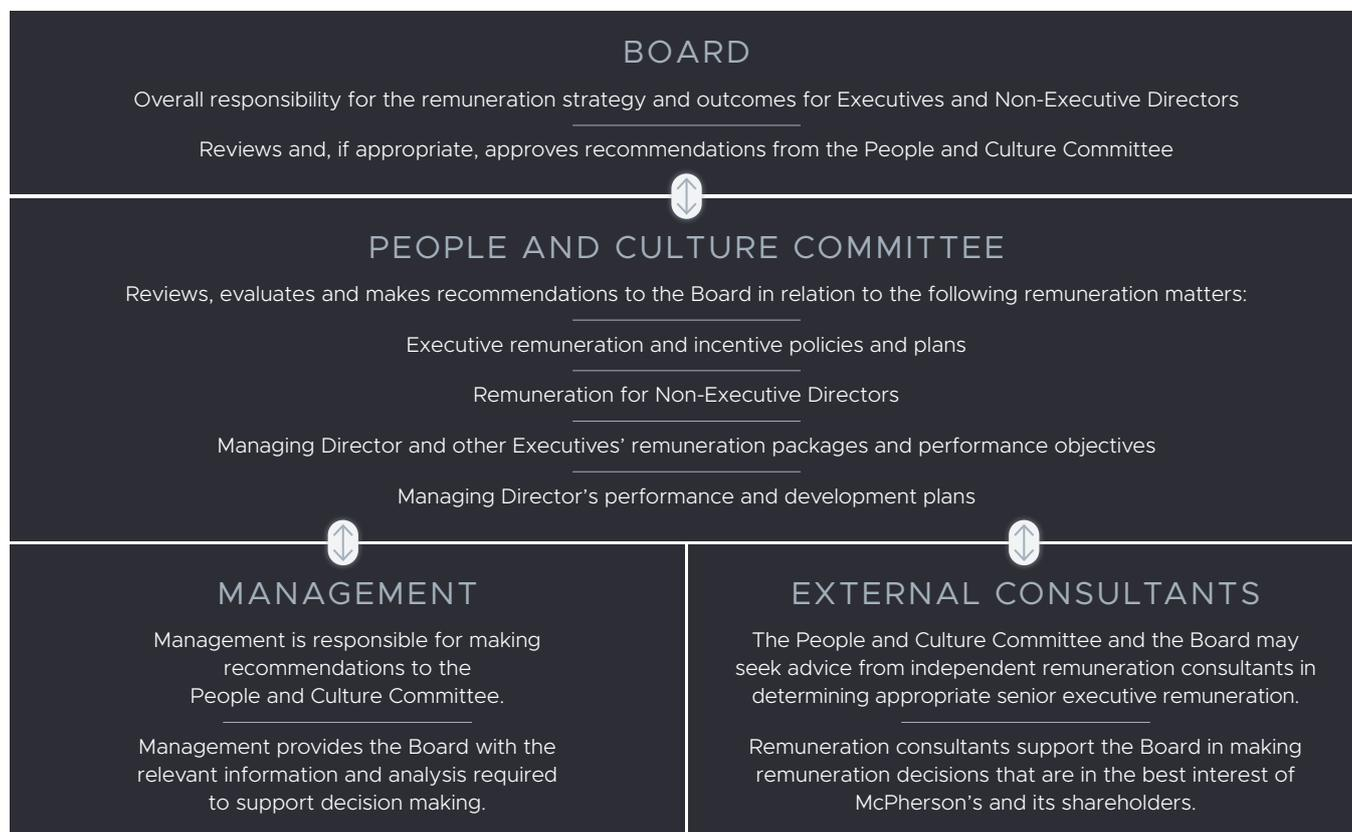 BOARD
Overall responsibility for the remuneration strategy and outcomes for Executives and Non-Executive Directors
Reviews and, if appropriate, approves recommendations from the People and Culture Committee
PEOPLE AND CULTURE COMMITTEE
Reviews, evaluates and makes recommendations to the Board in relation to the following remuneration matters:
Executive remuneration and incentive policies and plans
Remuneration for Non-Executive Directors
Managing Director and other Executives’ remuneration packages and performance objectives
Managing Director’s performance and development plans
MANAGEMENT
Management is responsible for making
recommendations to the
People and Culture Committee.
Management provides the Board with the
relevant information and analysis required
to support decision making.
EXTERNAL CONSULTANTS
The People and Culture Committee and the Board may
seek advice from independent remuneration consultants in
determining appropriate senior executive remuneration.
Remuneration consultants support the Board in making
remuneration decisions that are in the best interest of
McPherson’s and its shareholders.